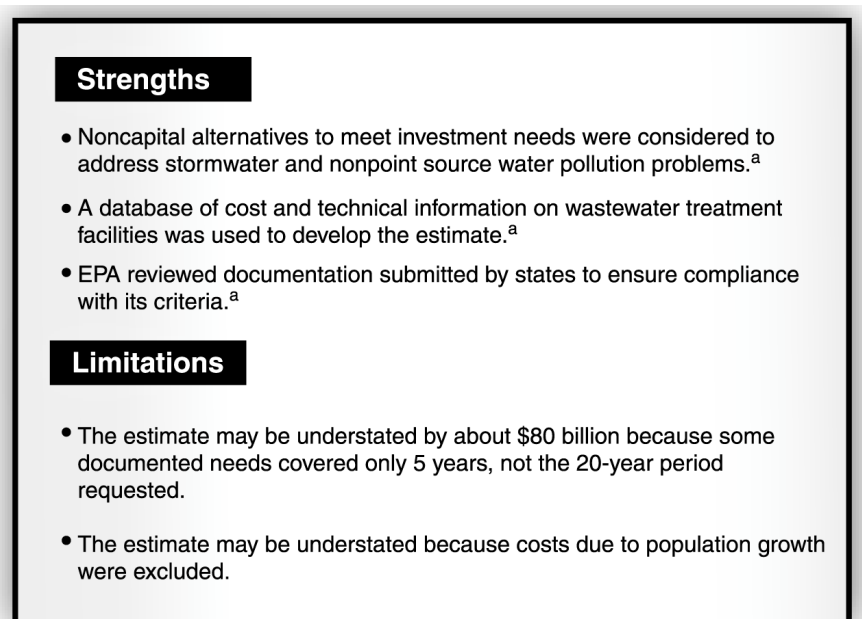 Strengths
• Noncapital alternatives to meet investment needs were considered to
address stormwater and nonpoint source water pollution problems.a
• A database of cost and technical information on wastewater treatment
facilities was used to develop the estimate.a
• EPA reviewed documentation submitted by states to ensure compliance
with its criteria.a
Limitations
• The estimate may be understated by about $80 billion because some
documented needs covered only 5 years, not the 20-year period
requested.
• The estimate may be understated because costs due to population growth
were excluded.